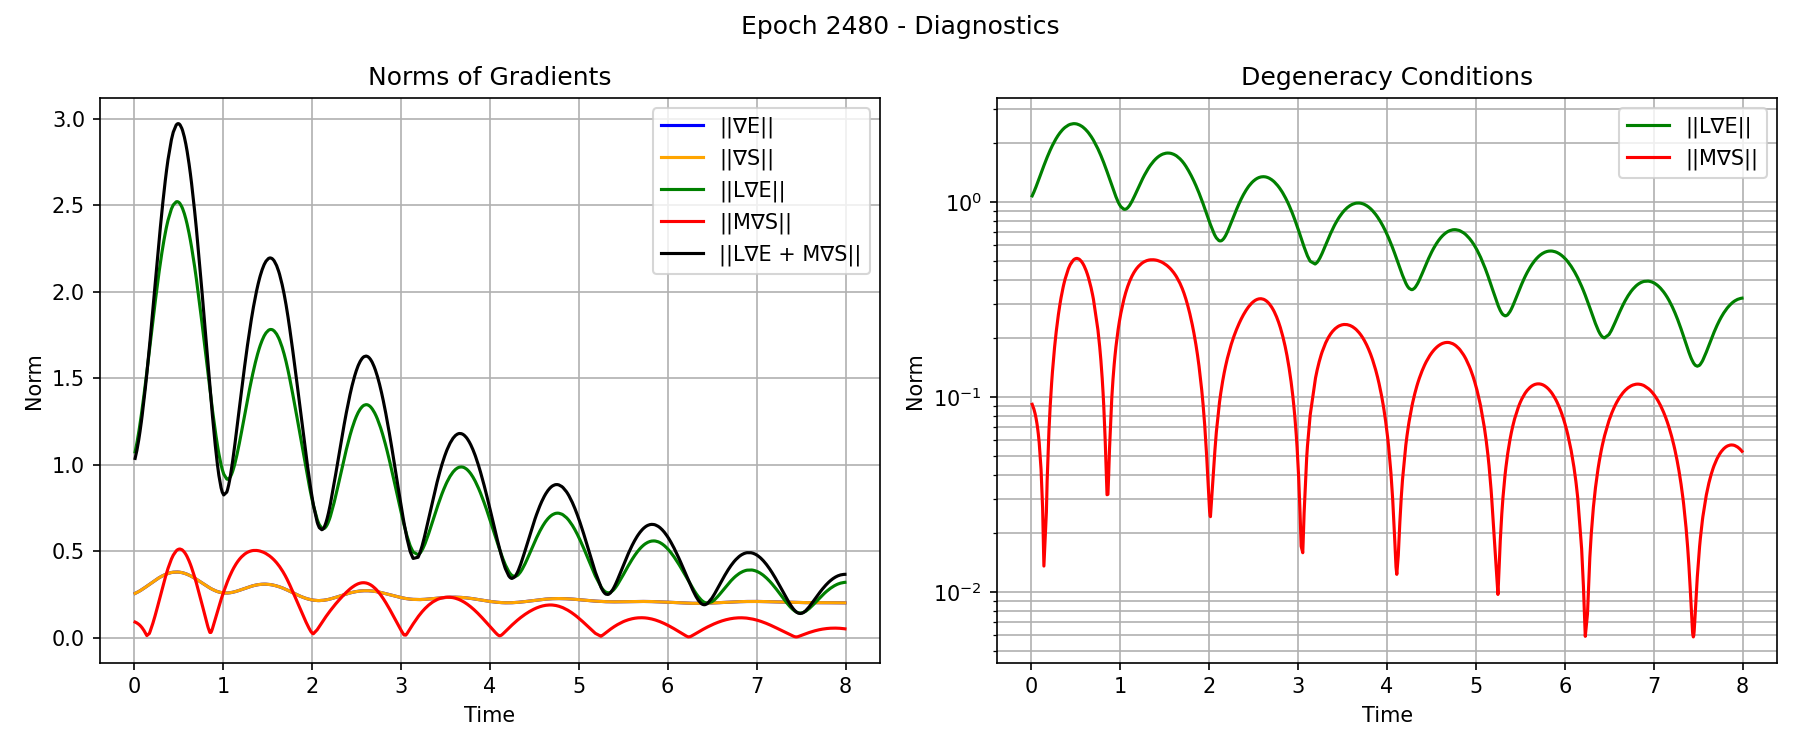 Epoch 2480 - Diagnostics
Norms of Gradients
3.0
2.5
2.0
1.5
1.0
0.5
0.0
Norm
||∇E||
||∇S||
||L∇E||
||M∇S||
||L∇E + M∇S||
0 1 2 3 4 5 6 7 8
Time
Degeneracy Conditions
10⁰
10⁻¹
10⁻²
Norm
||L∇E||
||M∇S||
0 1 2 3 4 5 6 7 8
Time